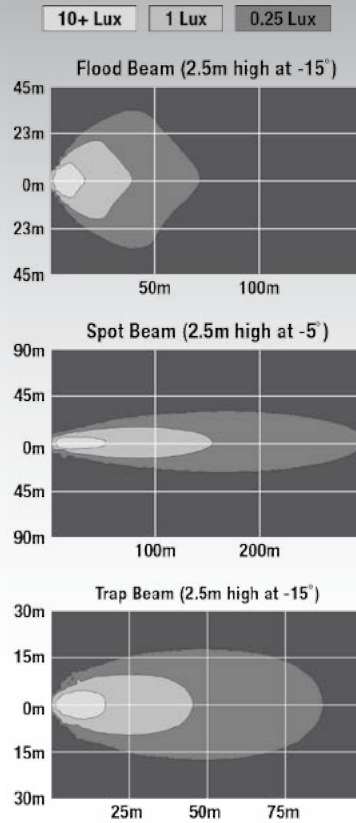 10+ Lux 1 Lux 0.25 Lux
Flood Beam (2.5m high at -15°)
45m
23m
0m
23m
45m
50m 100m
Spot Beam (2.5m high at -5°)
90m
45m
0m
45m
90m
100m 200m
Trap Beam (2.5m high at -15°)
30m
15m
0m
15m
30m
25m 50m 75m